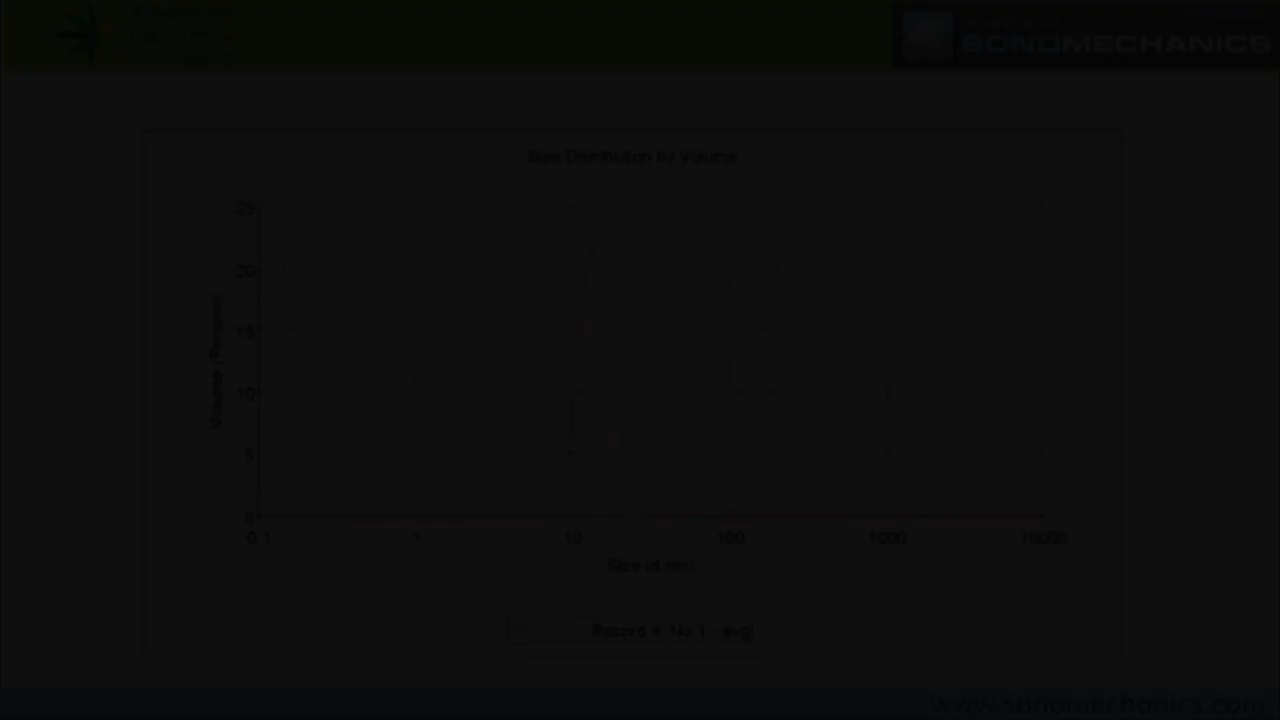 SONOMECHANICS
Size Distribution by Volume
25
20
15
10
5
0
Volume (Percent)
0.1 1 10 100 1000 10000
Size (d.nm)
Record 4: No 1 - avg
www.sonomechanics.com